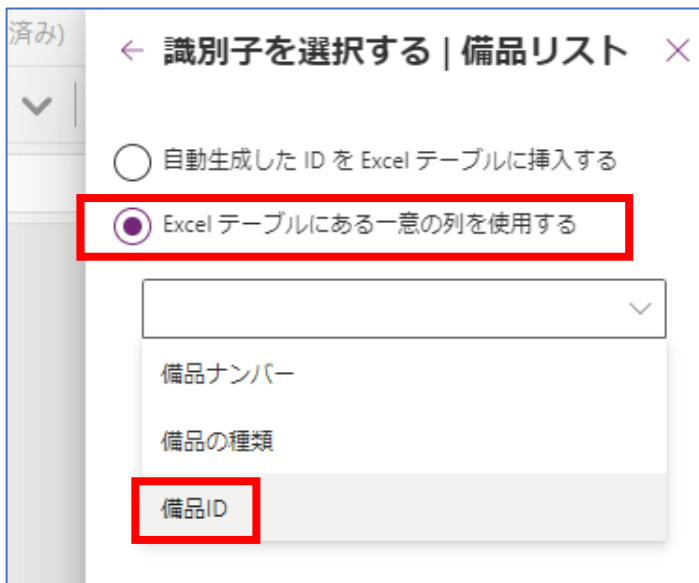 済み)
識別子を選択する | 備品リスト
自動生成した ID を Excel テーブルに挿入する
Excel テーブルにある一意の列を使用する
備品ナンバー
備品の種類
備品ID